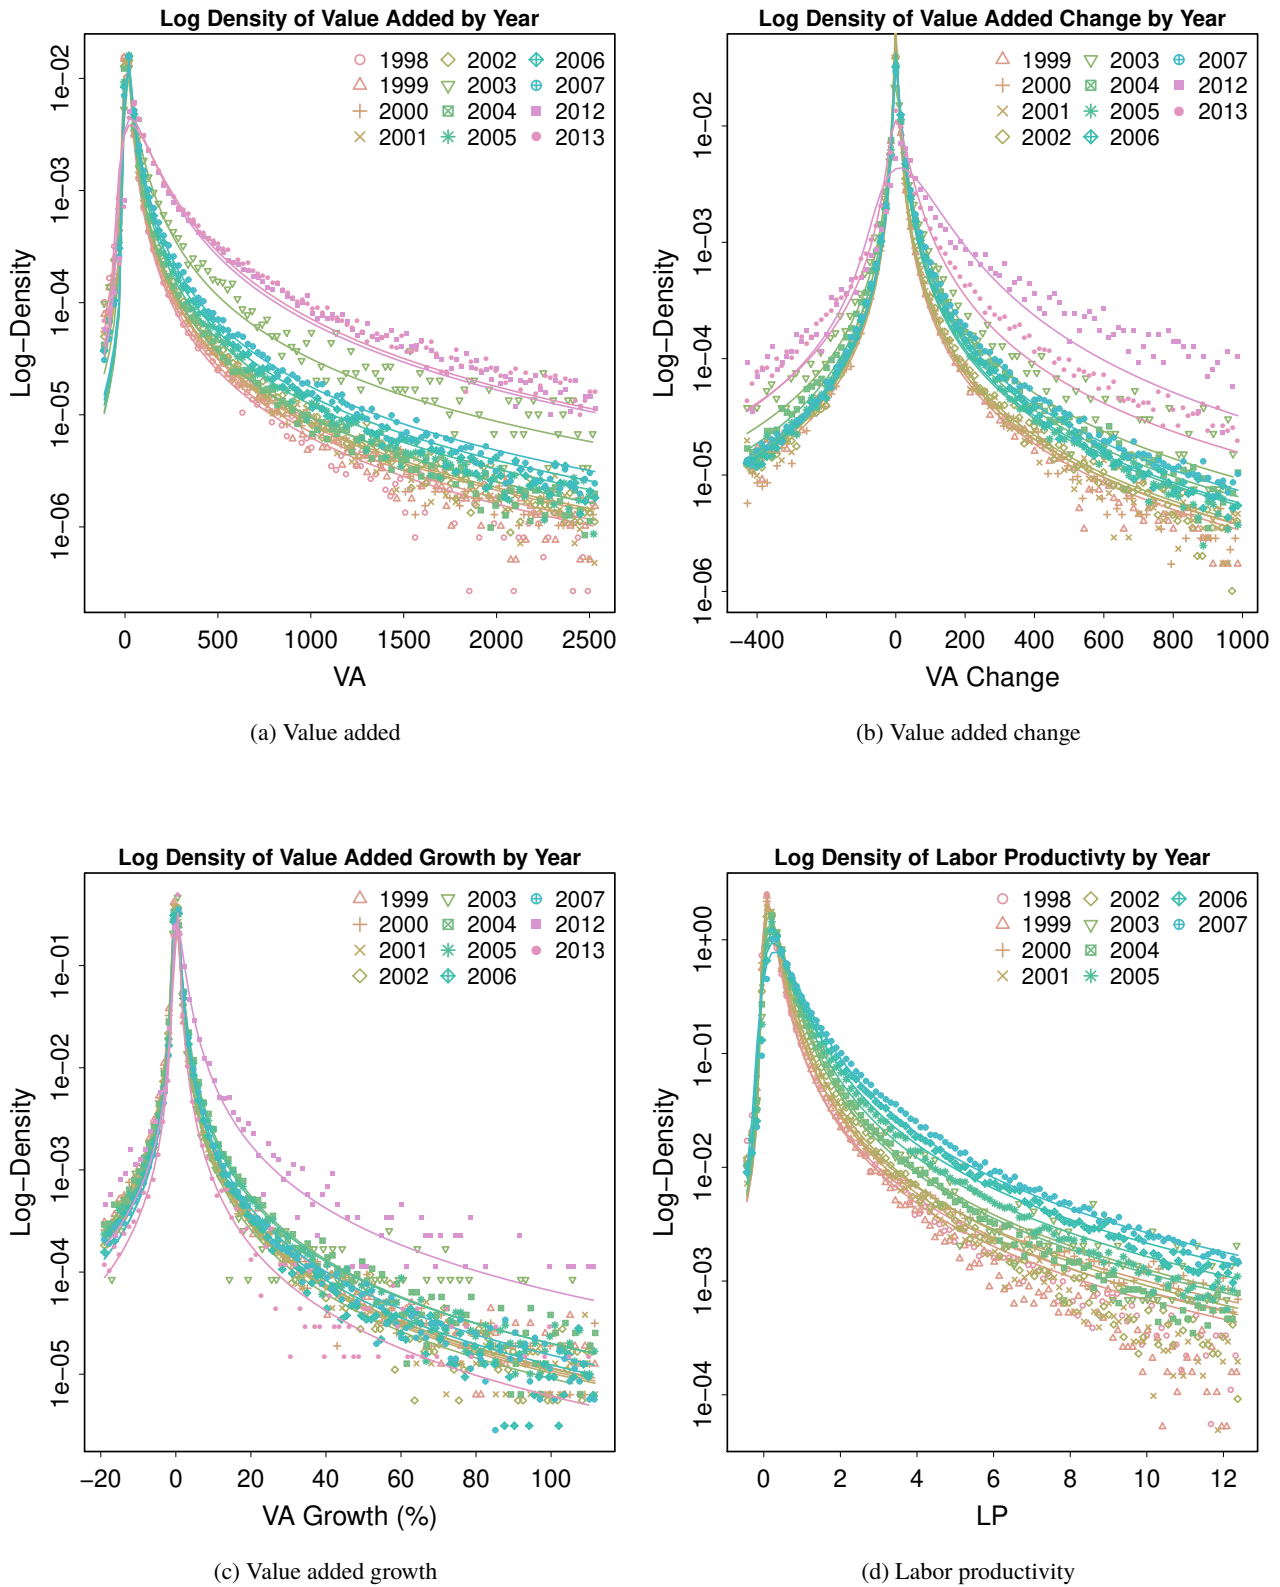 Log Density of Value Added by Year
1998 2002 2006
1999 2003 2007
2000 2004 2012
2001 2005 2013
1e−02
1e−03
1e−04
1e−05
1e−06
Log−Density
0 500 1000 1500 2000 2500
VA
(a) Value added
Log Density of Value Added Change by Year
1999 2003 2007
2000 2004 2012
2001 2005 2013
2002 2006
1e−02
1e−03
1e−04
1e−05
1e−06
Log−Density
−400 0 200 400 600 800 1000
VA Change
(b) Value added change
Log Density of Value Added Growth by Year
1999 2003 2007
2000 2004 2012
2001 2005 2013
2002 2006
1e−01
1e−02
1e−03
1e−04
1e−05
Log−Density
−20 0 20 40 60 80 100
VA Growth (%)
(c) Value added growth
Log Density of Labor Productivty by Year
1998 2002 2006
1999 2003 2007
2000 2004
2001 2005
1e+00
1e−01
1e−02
1e−03
1e−04
Log−Density
0 2 4 6 8 10 12
LP
(d) Labor productivity